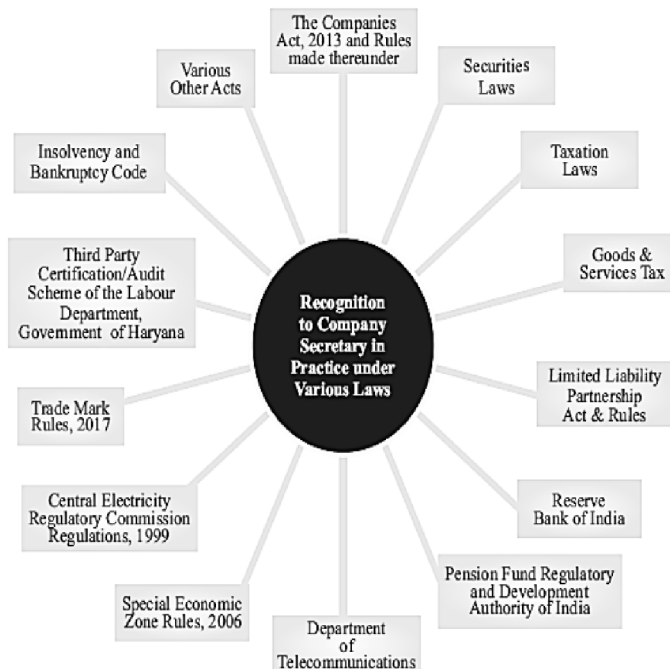 The Companies
Act, 2013 and Rules
made thereunder
Securities
Laws
Taxation
Laws
Goods &
Services Tax
Limited Liability
Partnership
Act & Rules
Reserve
Bank of India
Pension Fund Regulatory
and Development
Authority of India
Department
of
Telecommunications
Special Economic
Zone Rules, 2006
Central Electricity
Regulatory Commission
Regulations, 1999
Trade Mark
Rules, 2017
Third Party
Certification/Audit
Scheme of the Labour
Department,
Government of Haryana
Insolvency and
Bankruptcy Code
Various
Other Acts
Recognition
to Company
Secretary in
Practice under
Various Laws